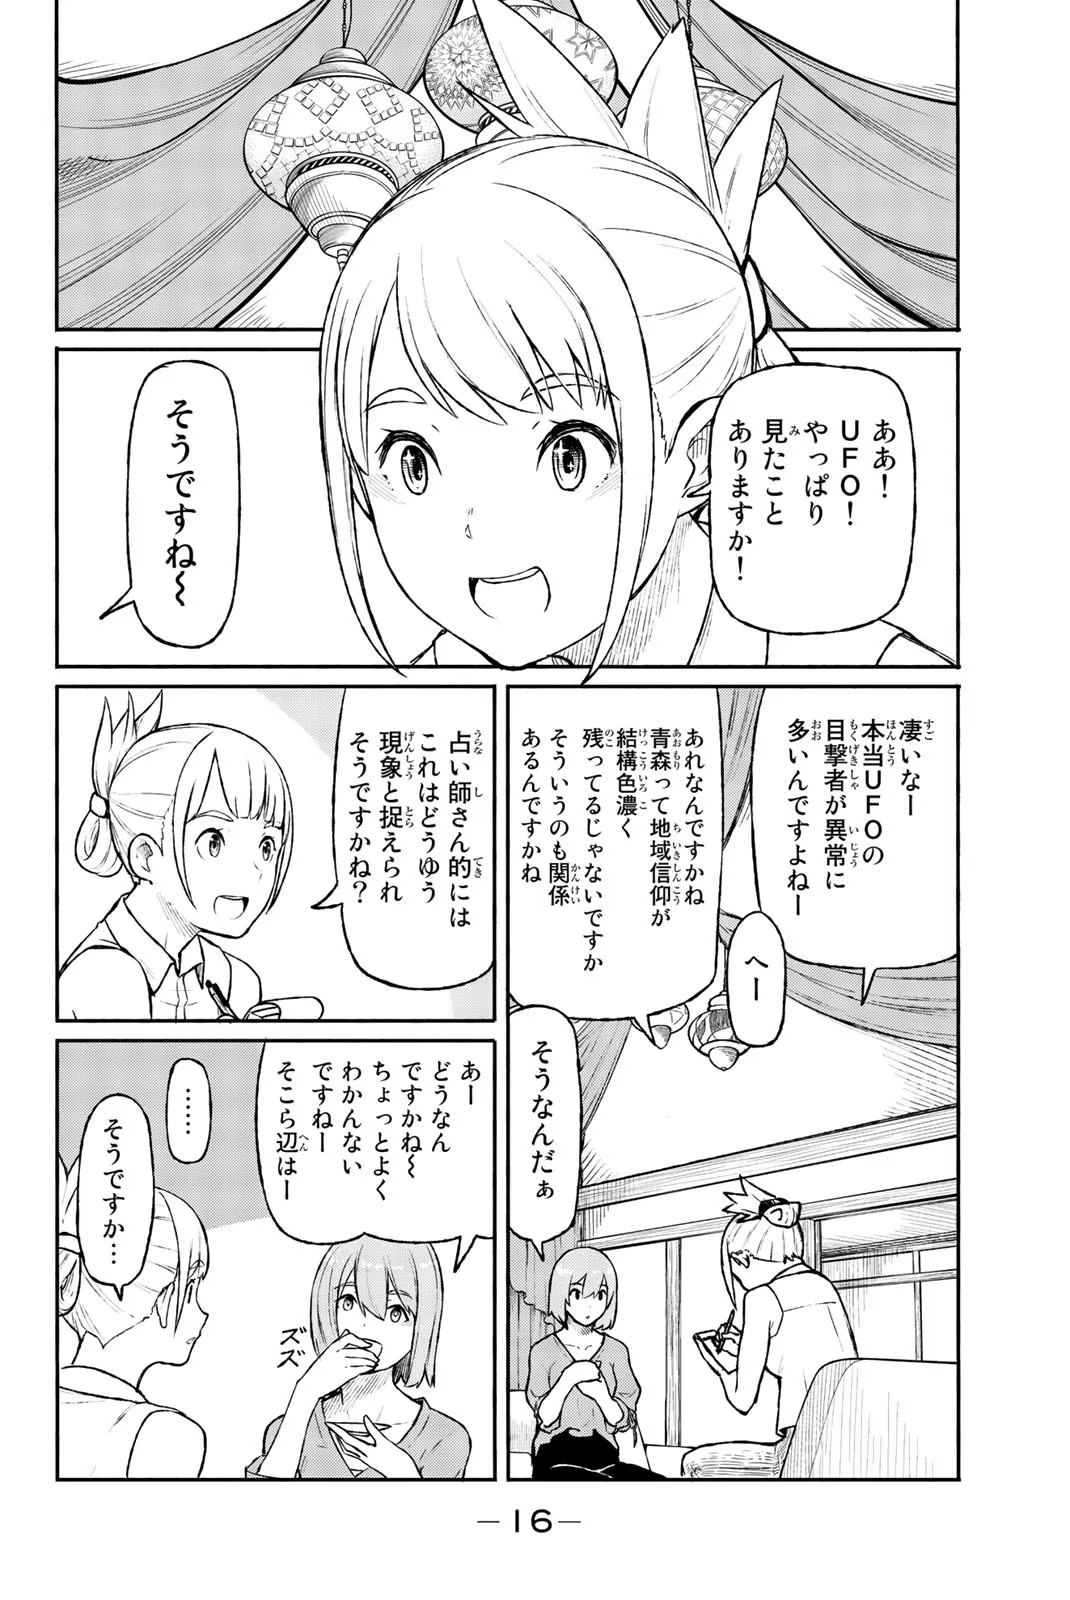 ああ！
ＵＦＯ！
やっぱり
見たこと
ありますか！
そうですね〜
凄いなー
本当ＵＦＯの
目撃者が異常に
多いんですよねー
へー
あれなんですかね
青森って地域信仰が
結構色濃く
残ってるじゃないですか
そういうのも関係
あるんですかね
そうなんだぁ
占い師さん的には
これはどうゆう
現象と捉えられ
そうですかね？
あー
どうなん
ですかね〜
ちょっとよく
わかんない
ですねー
そこら辺はー
ズズ
……
そうですか…
—16—